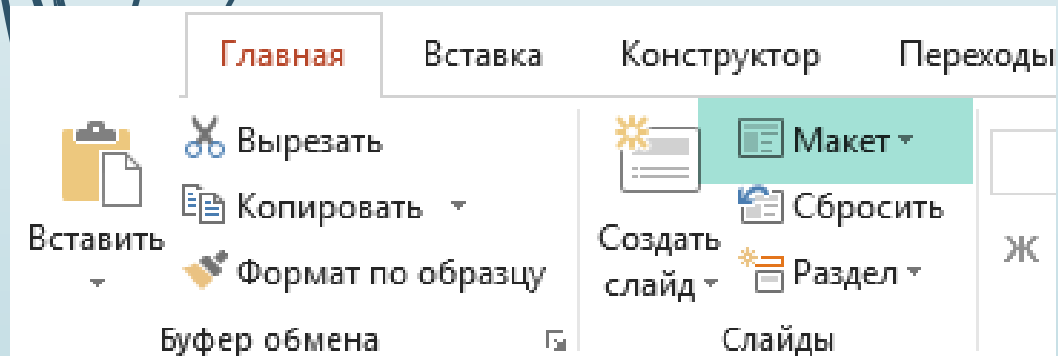 Главная Вставка Конструктор Переходы
Вырезать
Копировать
Формат по образцу
Вставить
Буфер обмена
Создать
слайд
Макет
Сбросить
Раздел
Слайды
Ж